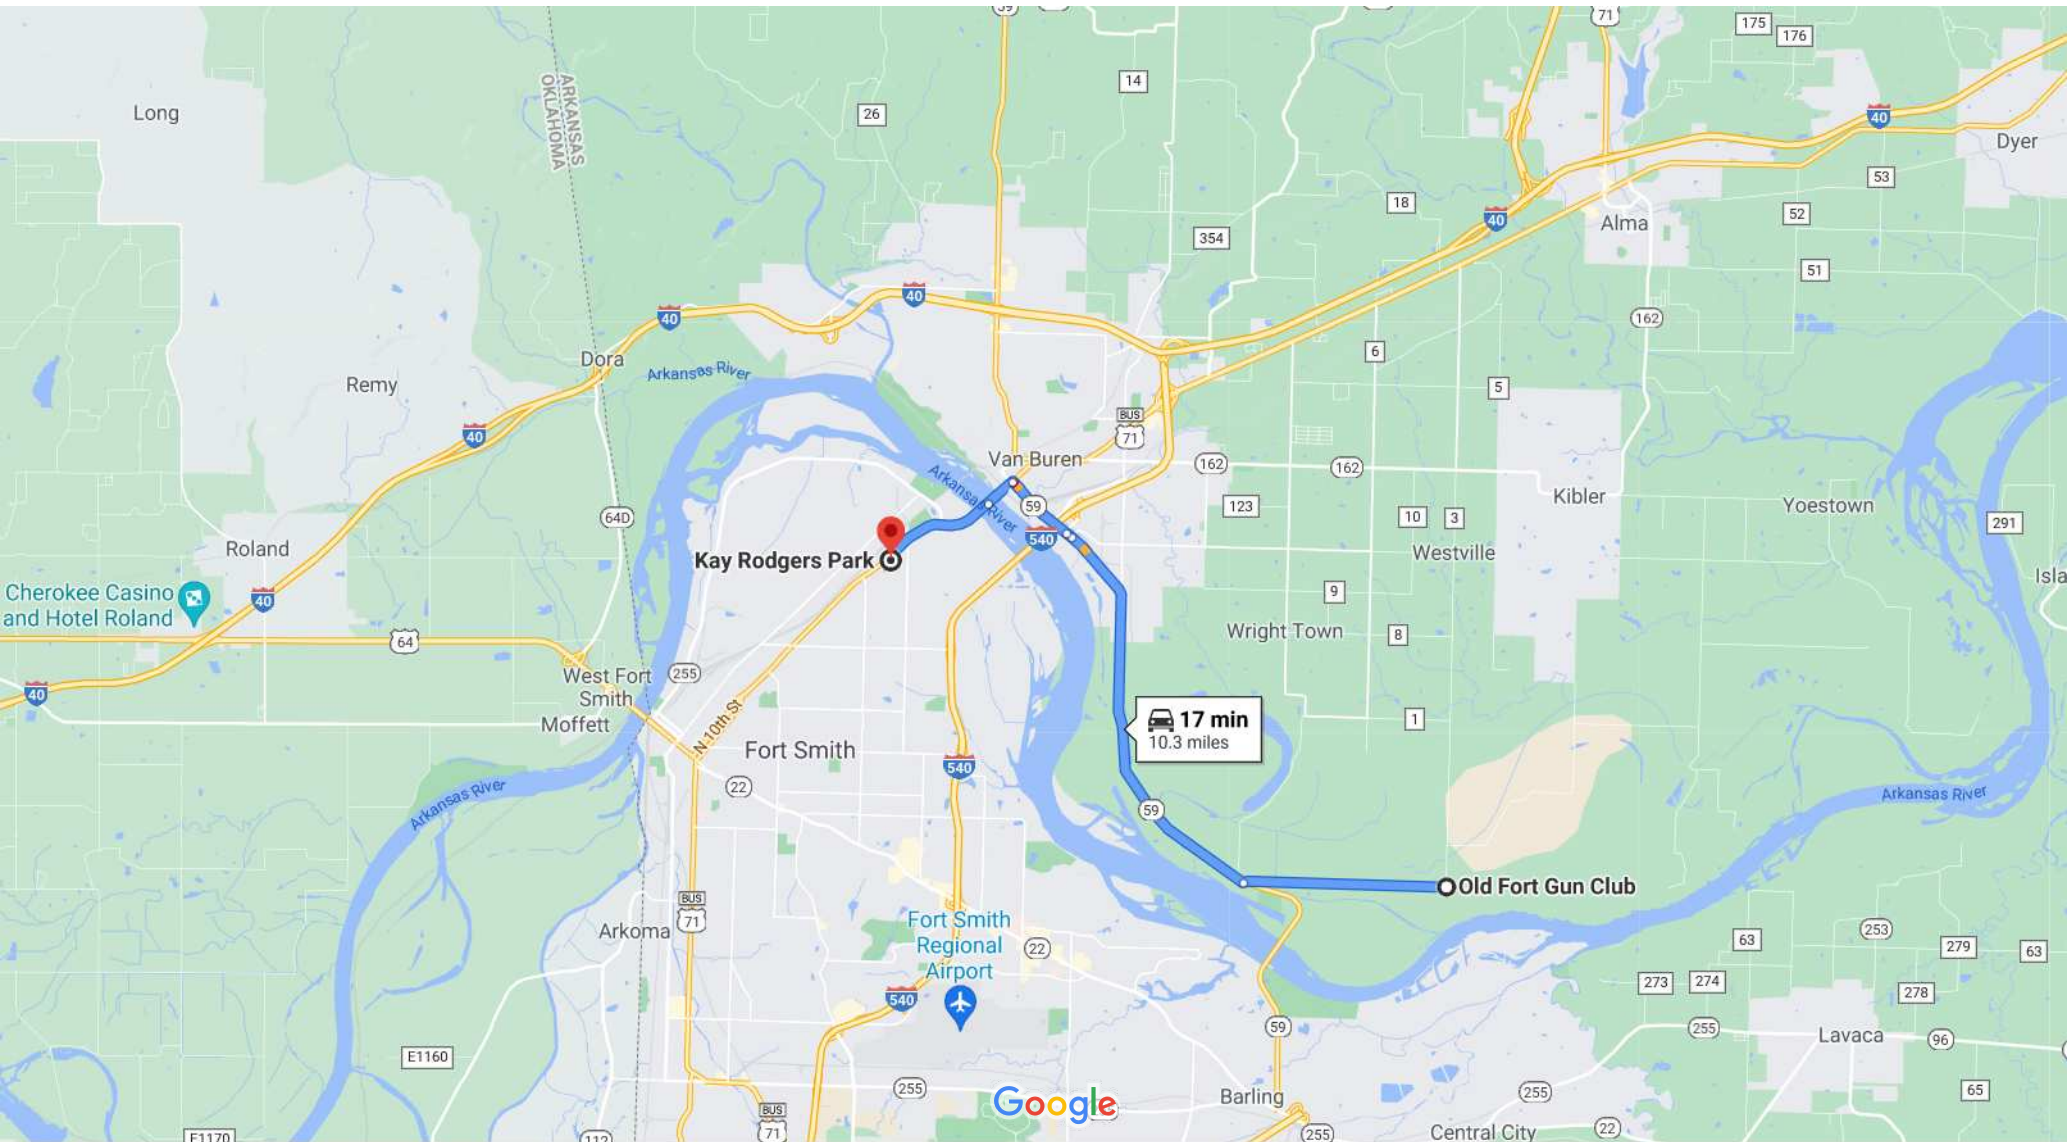 59
71
175
176
14
26
40
Long
ARKANSAS
OKLAHOMA
Dyer
53
18
52
40
Alma
354
51
40
40
162
Dora
Arkansas River
6
Remy
5
BUS
71
40
Van Buren
162
162
Arkansas River
Kibler
Yoestown
59
123
10
3
64D
291
540
Westville
Roland
Kay Rodgers Park
Cherokee Casino
and Hotel Roland
40
9
Wright Town
8
64
West Fort
Smith
255
40
Moffett
N 10th St
17 min
10.3 miles
1
Fort Smith
540
22
Arkansas River
Arkansas River
59
Old Fort Gun Club
BUS
71
Arkoma
Fort Smith
Regional
Airport
22
63
253
279
63
273
274
278
540
59
255
Lavaca
96
E1160
255
Google
Barling
255
65
BUS
71
255
Central City
22
112
E1170